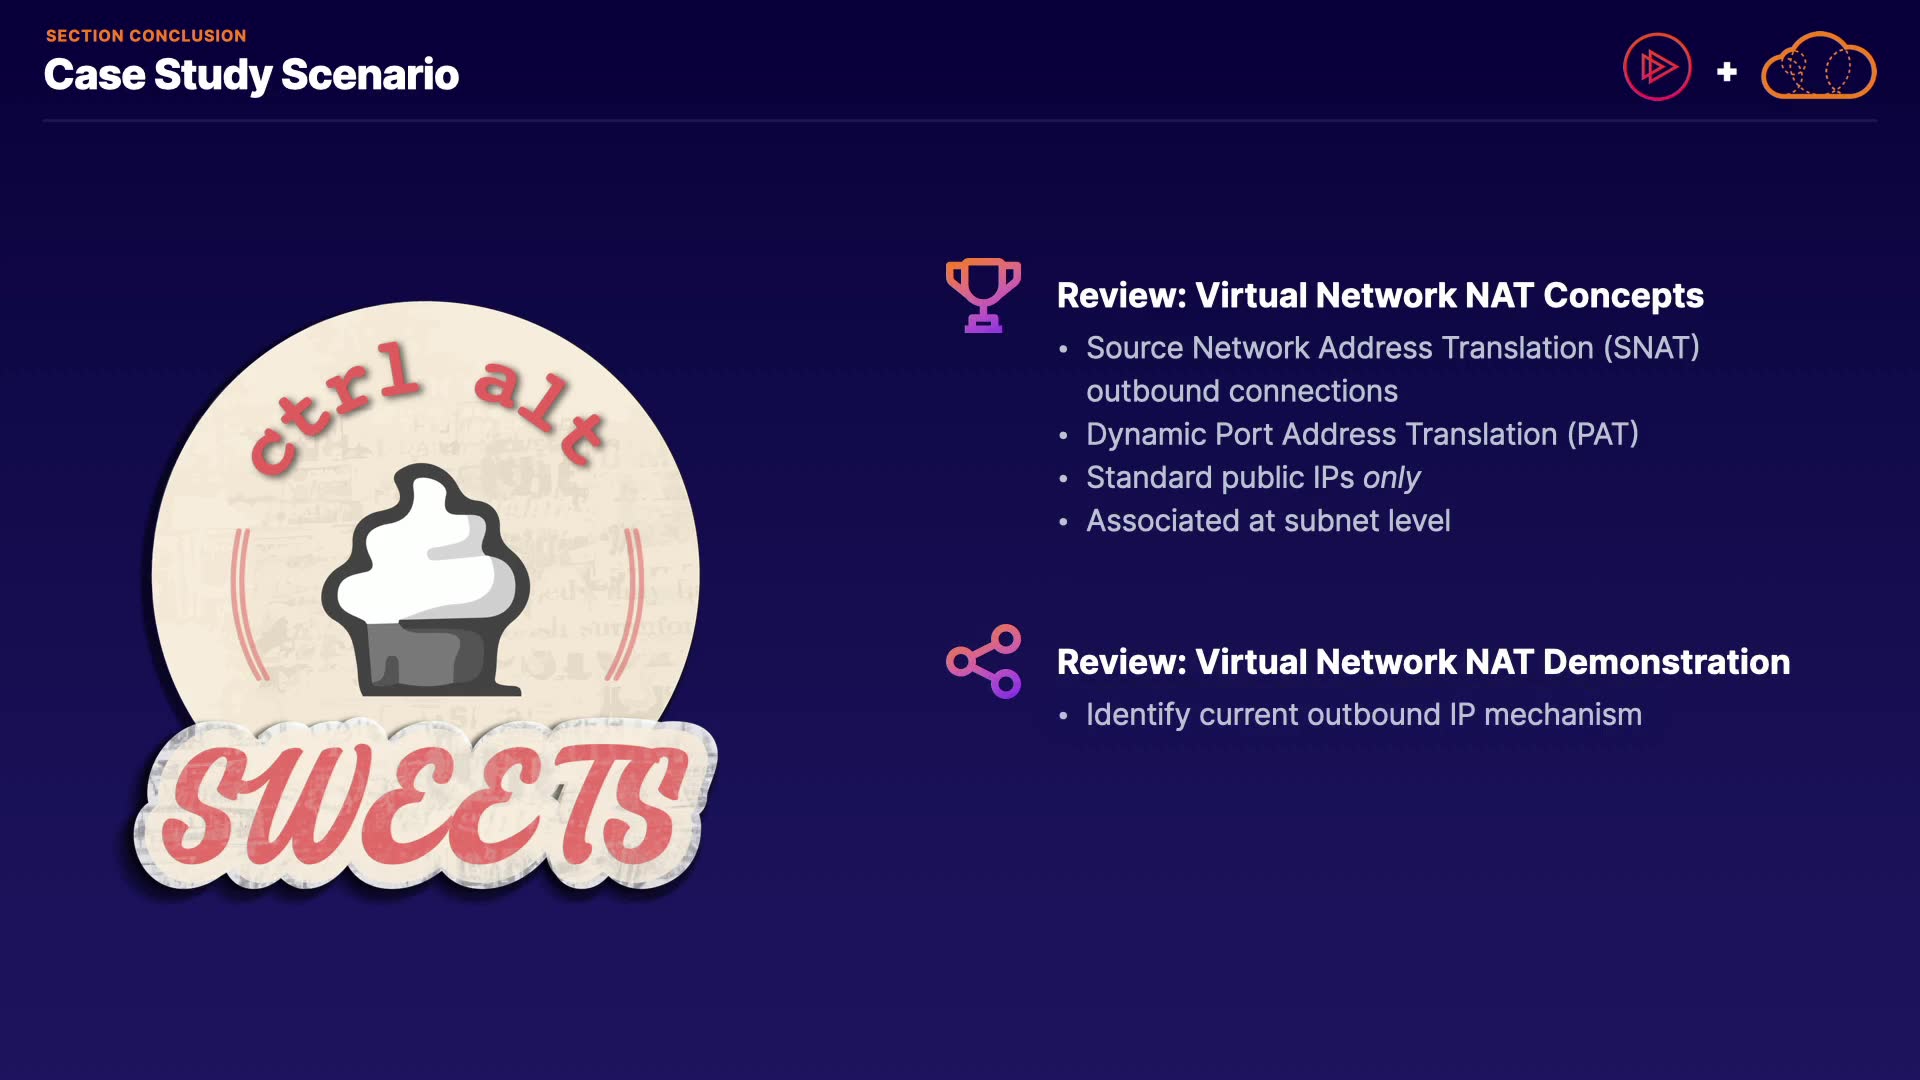 SECTION CONCLUSION
Case Study Scenario
ctrl alt
SWEETS
Review: Virtual Network NAT Concepts
• Source Network Address Translation (SNAT)
outbound connections
• Dynamic Port Address Translation (PAT)
• Standard public IPs only
• Associated at subnet level
Review: Virtual Network NAT Demonstration
• Identify current outbound IP mechanism